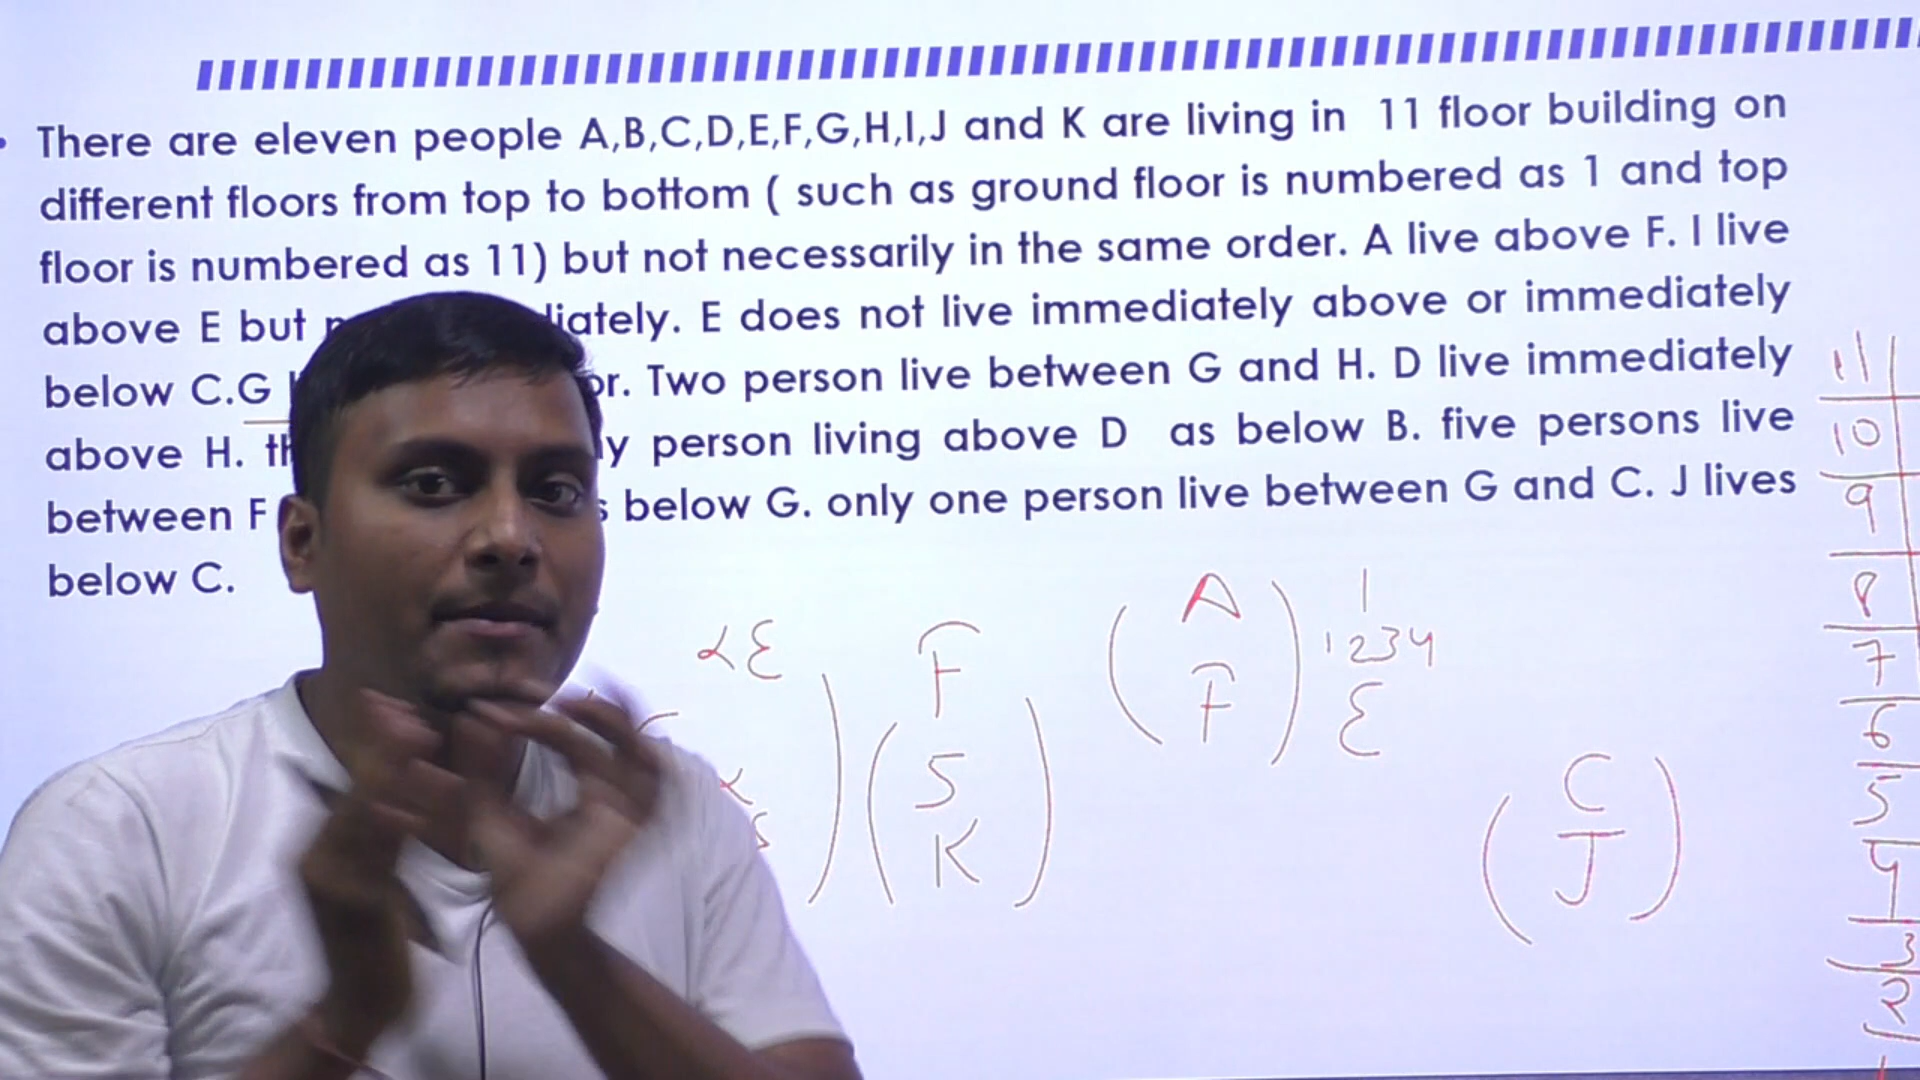 There are eleven people A,B,C,D,E,F,G,H,I,J and K are living in 11 floor building on
different floors from top to bottom ( such as ground floor is numbered as 1 and top
floor is numbered as 11) but not necessarily in the same order. A live above F. I live
above E but E does not live immediately above or immediately
below C.G Two person live between G and H. D live immediately
above H. person living above D as below B. five persons live
between F below G. only one person live between G and C. J lives
below C.
11
10
9
8
7
6
5
4
3
2
F
5
K
A
F
1
1234
E
C
J